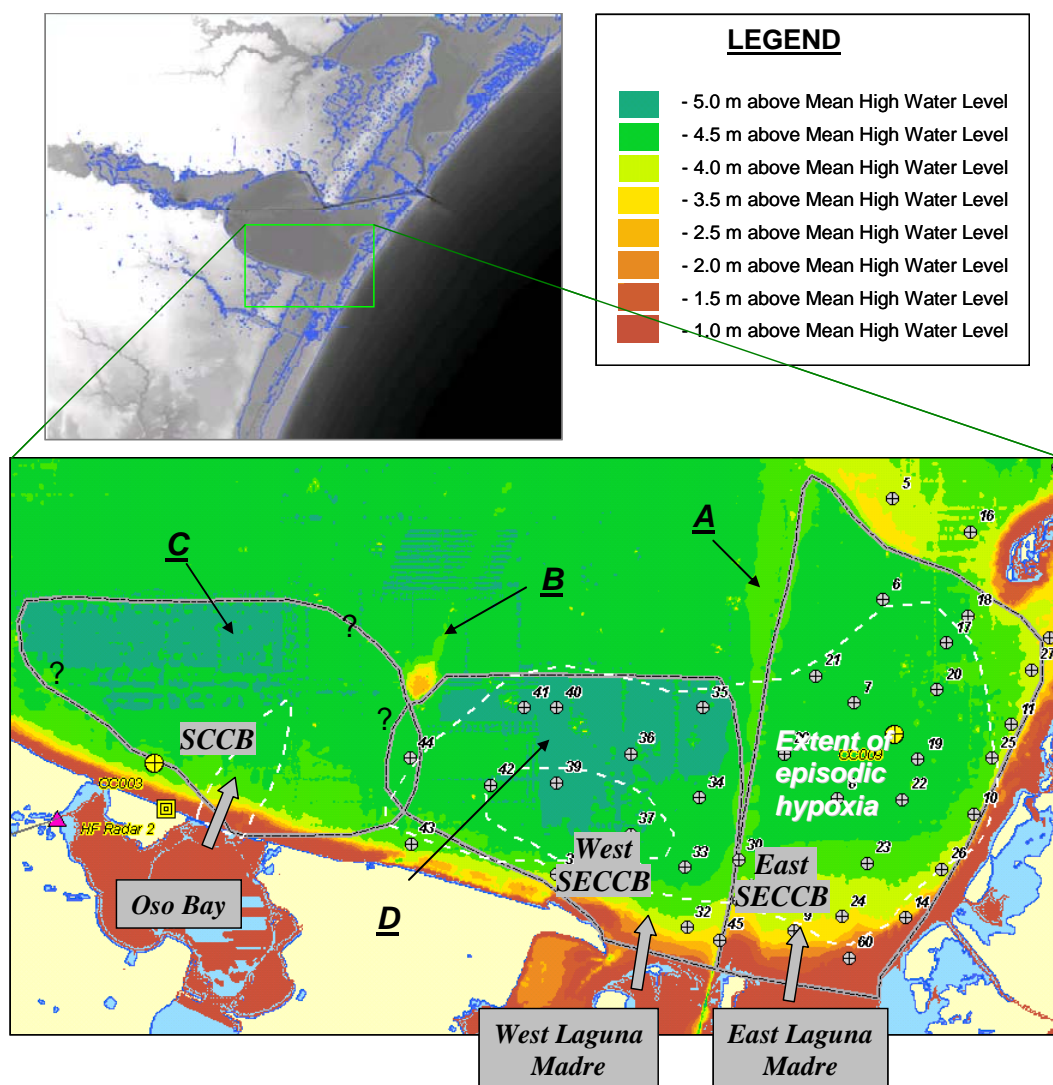 LEGEND
- 5.0 m above Mean High Water Level
- 4.5 m above Mean High Water Level
- 4.0 m above Mean High Water Level
- 3.5 m above Mean High Water Level
- 2.5 m above Mean High Water Level
- 2.0 m above Mean High Water Level
- 1.5 m above Mean High Water Level
- 1.0 m above Mean High Water Level
5
A
16
C
B
6
18
?
17
?
27
21
20
41
40
35
7
11
?
SCCB
44
36
Extent of
episodic
hypoxia
19
25
CC003
42
39
34
22
10
HF Radar 2
37
43
West
SECCB
33
30
East
SECCB
23
26
Oso Bay
D
32
45
9
24
14
60
West Laguna
Madre
East Laguna
Madre